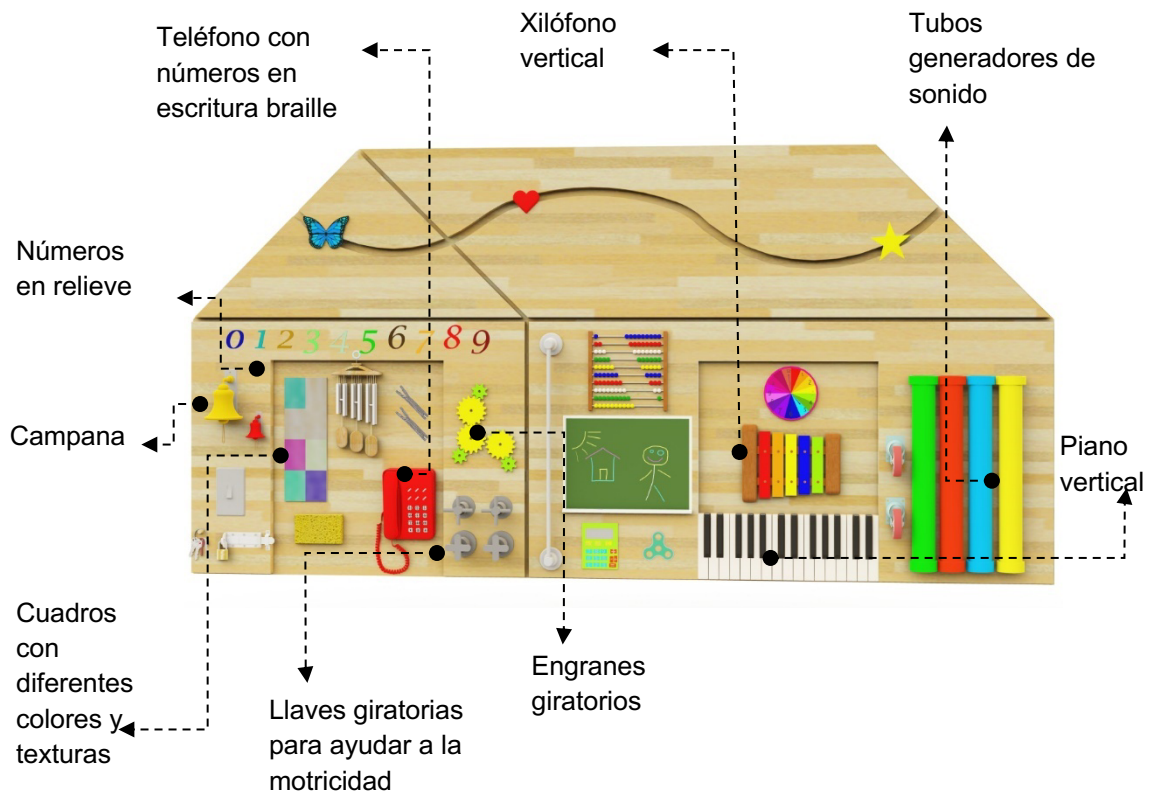 Teléfono con
números en
escritura braille
Xilófono
vertical
Tubos
generadores de
sonido
Números
en relieve
0 1 2 3 4 5 6 7 8 9
Campana
Piano
vertical
Cuadros
con
diferentes
colores y
texturas
Llaves giratorias
para ayudar a la
motricidad
Engranes
giratorios